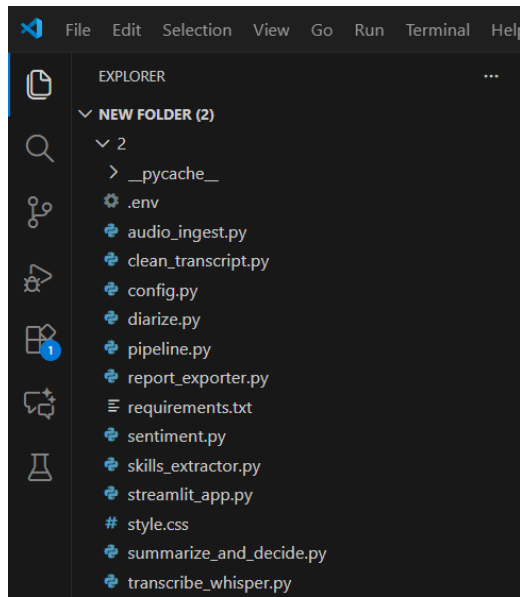 File Edit Selection View Go Run Terminal Help
EXPLORER ...
NEW FOLDER (2)
2
__pycache__
.env
audio_ingest.py
clean_transcript.py
config.py
diarize.py
pipeline.py
report_exporter.py
1
requirements.txt
sentiment.py
skills_extractor.py
streamlit_app.py
# style.css
summarize_and_decide.py
transcribe_whisper.py